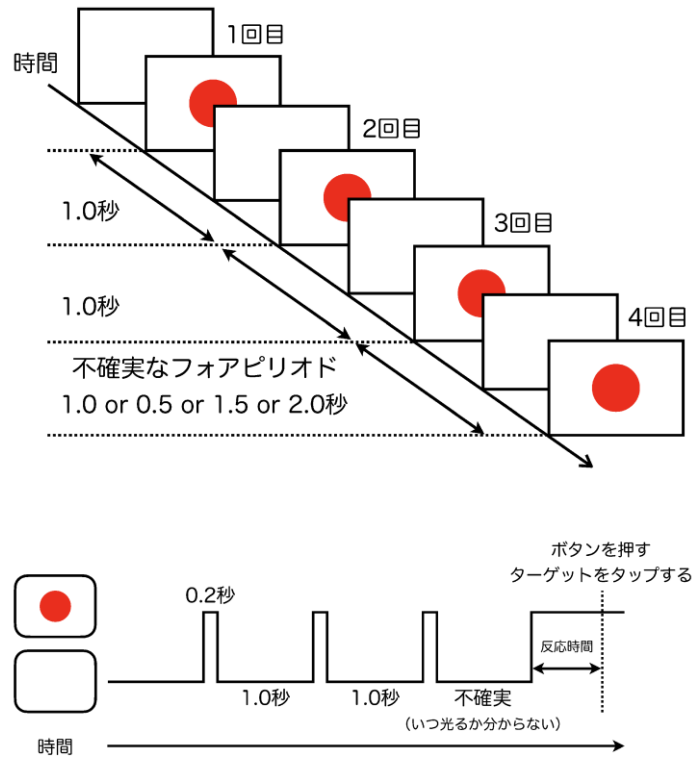 1回目
時間
2回目
1.0秒
3回目
1.0秒
4回目
不確実なフォアピリオド
1.0 or 0.5 or 1.5 or 2.0秒
ボタンを押す
ターゲットをタップする
0.2秒
反応時間
1.0秒
1.0秒
不確実
（いつ光るか分からない）
時間